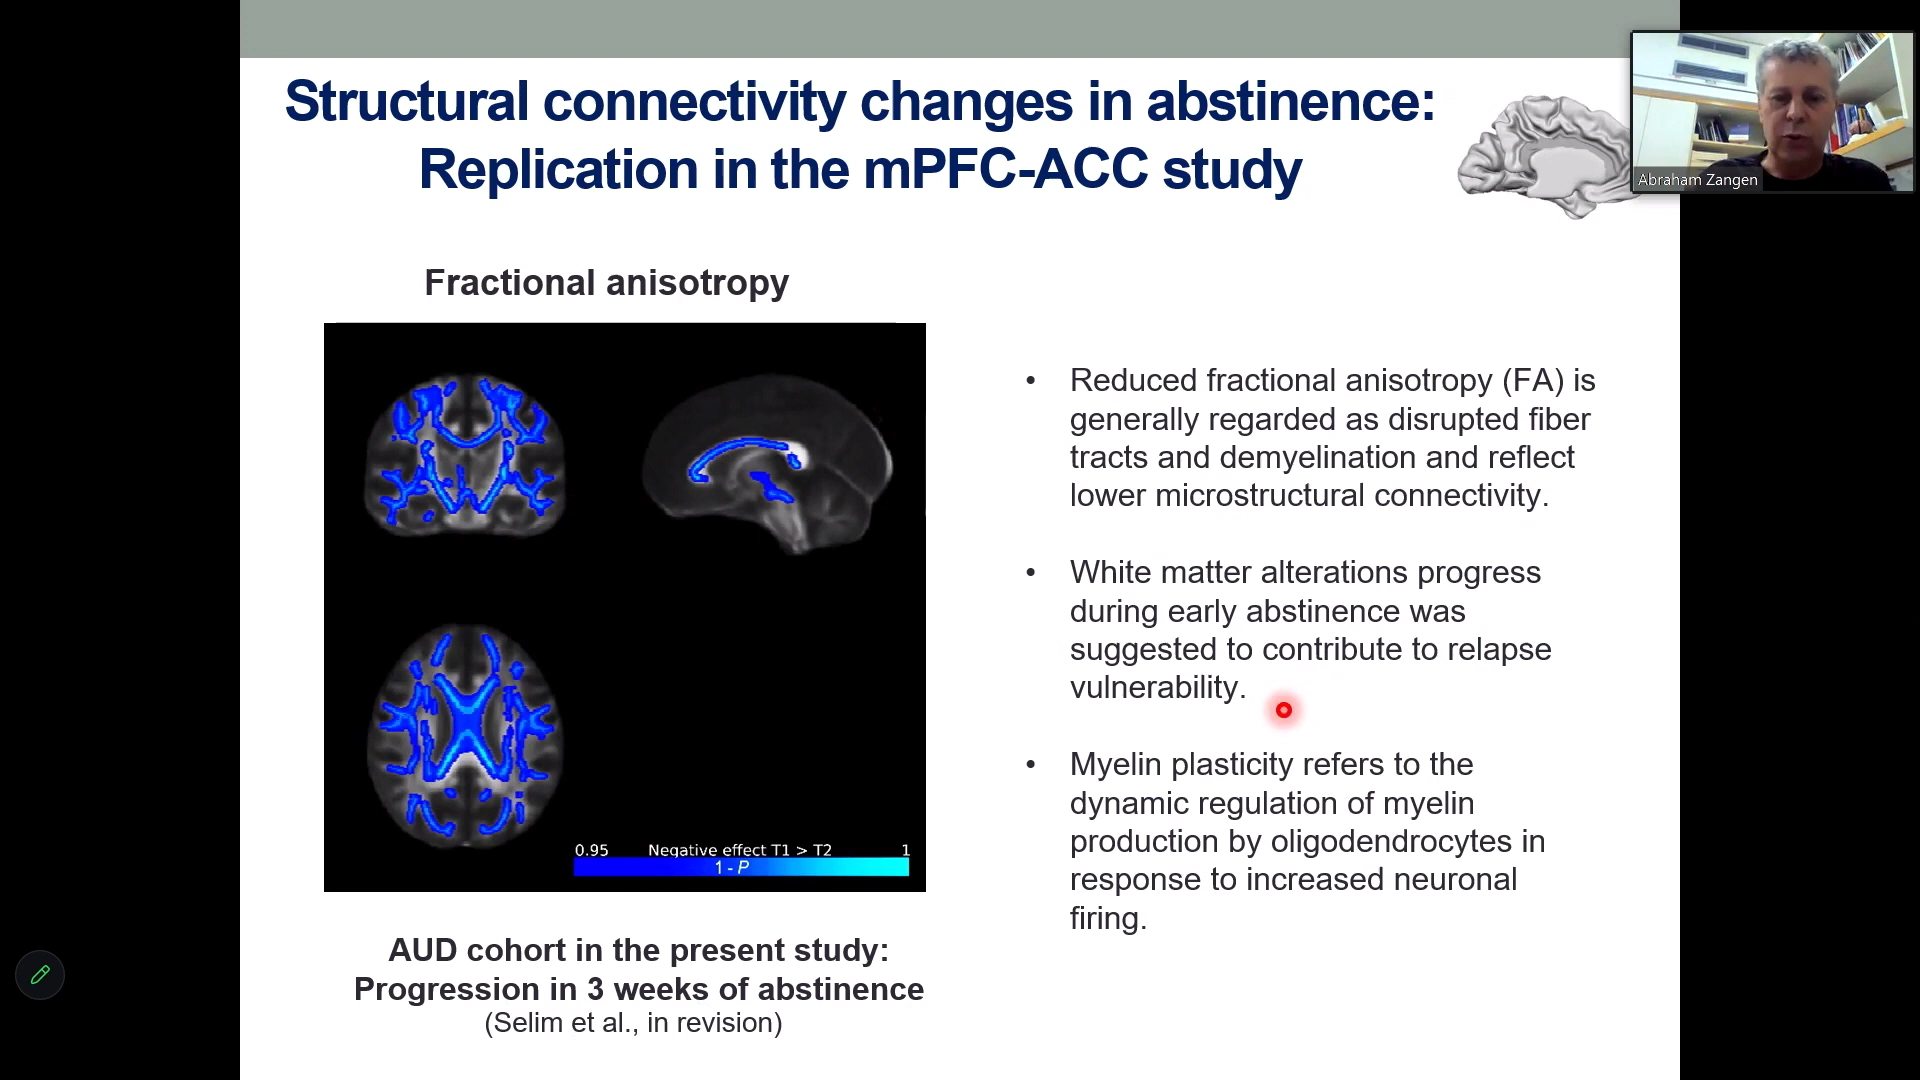 Structural connectivity changes in abstinence:
Replication in the mPFC-ACC study
Abraham Zangen
Fractional anisotropy
0.95 Negative effect T1 > T2 1
1 - P
AUD cohort in the present study:
Progression in 3 weeks of abstinence
(Selim et al., in revision)
• Reduced fractional anisotropy (FA) is
generally regarded as disrupted fiber
tracts and demyelination and reflect
lower microstructural connectivity.
• White matter alterations progress
during early abstinence was
suggested to contribute to relapse
vulnerability.
• Myelin plasticity refers to the
dynamic regulation of myelin
production by oligodendrocytes in
response to increased neuronal
firing.